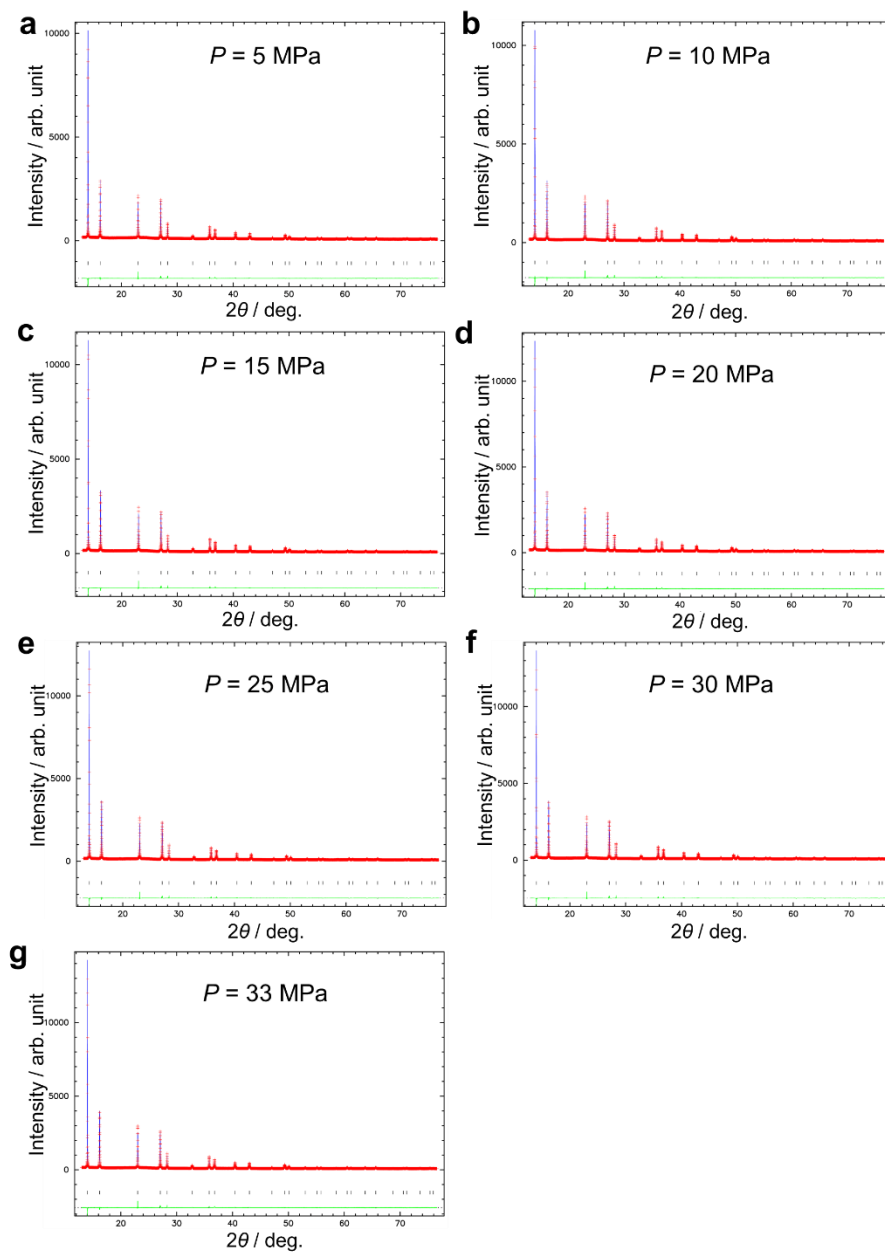 a
P = 5 MPa
Intensity / arb. unit
10000
5000
0
20 30 40 50 60 70
2θ / deg.
b
P = 10 MPa
Intensity / arb. unit
10000
5000
0
20 30 40 50 60 70
2θ / deg.
c
P = 15 MPa
Intensity / arb. unit
10000
5000
0
20 30 40 50 60 70
2θ / deg.
d
P = 20 MPa
Intensity / arb. unit
10000
5000
0
20 30 40 50 60 70
2θ / deg.
e
P = 25 MPa
Intensity / arb. unit
10000
5000
0
20 30 40 50 60 70
2θ / deg.
f
P = 30 MPa
Intensity / arb. unit
10000
5000
0
20 30 40 50 60 70
2θ / deg.
g
P = 33 MPa
Intensity / arb. unit
10000
5000
0
20 30 40 50 60 70
2θ / deg.